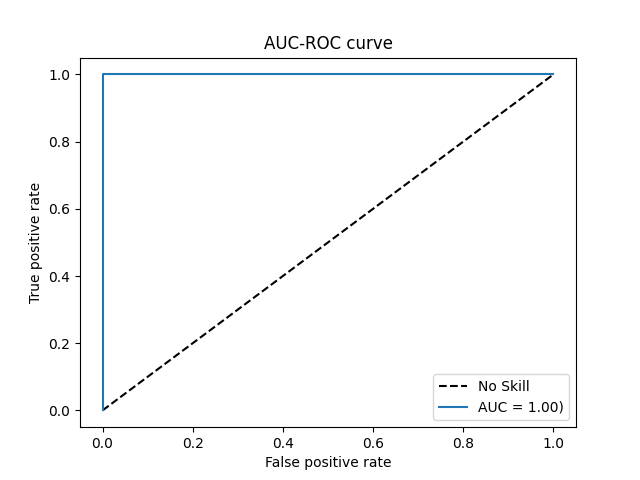 AUC-ROC curve
True positive rate
1.0
0.8
0.6
0.4
0.2
0.0
No Skill
AUC = 1.00)
0.0 0.2 0.4 0.6 0.8 1.0
False positive rate